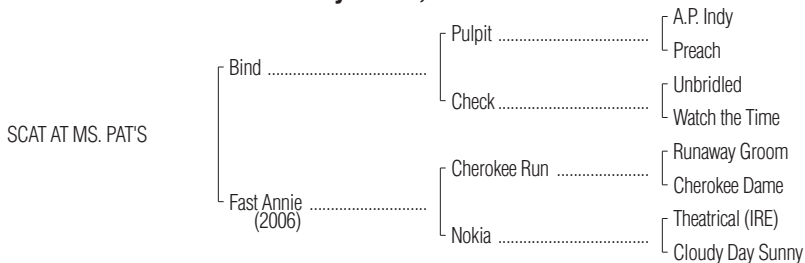 A.P. Indy
Pulpit ........................................
Preach
Bind ........................................
Unbridled
Check ........................................
Watch the Time
SCAT AT MS. PAT'S
Runaway Groom
Cherokee Run ........................
Cherokee Dame
Fast Annie ..............................
(2006)
Theatrical (IRE)
Nokia ........................................
Cloudy Day Sunny